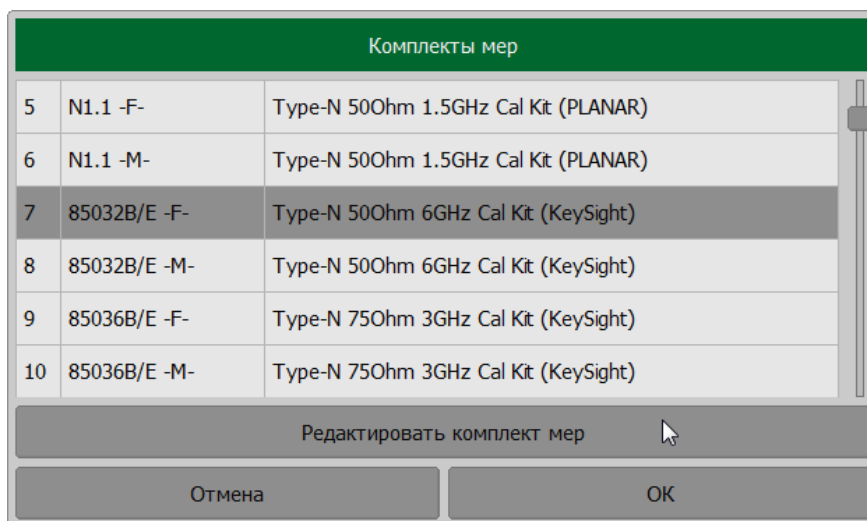 Комплекты мер
5 N1.1 -F- Type-N 50Ohm 1.5GHz Cal Kit (PLANAR)
6 N1.1 -M- Type-N 50Ohm 1.5GHz Cal Kit (PLANAR)
7 85032B/E -F- Type-N 50Ohm 6GHz Cal Kit (KeySight)
8 85032B/E -M- Type-N 50Ohm 6GHz Cal Kit (KeySight)
9 85036B/E -F- Type-N 75Ohm 3GHz Cal Kit (KeySight)
10 85036B/E -M- Type-N 75Ohm 3GHz Cal Kit (KeySight)
Редактировать комплект мер
Отмена OK